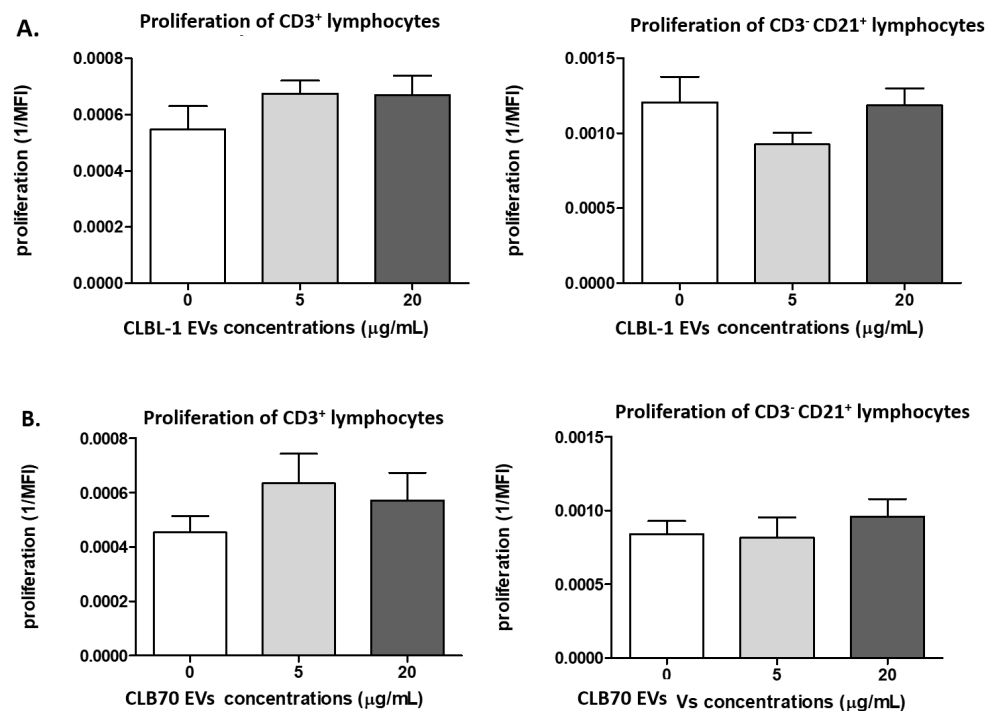 A.
Proliferation of CD3⁺ lymphocytes
proliferation (1/MFI)
0.0008
0.0006
0.0004
0.0002
0.0000
0 5 20
CLBL-1 EVs concentrations (μg/mL)
Proliferation of CD3⁻ CD21⁺ lymphocytes
proliferation (1/MFI)
0.0015
0.0010
0.0005
0.0000
0 5 20
CLBL-1 EVs concentrations (μg/mL)
B.
Proliferation of CD3⁺ lymphocytes
proliferation (1/MFI)
0.0008
0.0006
0.0004
0.0002
0.0000
0 5 20
CLB70 EVs concentrations (μg/mL)
Proliferation of CD3⁻ CD21⁺ lymphocytes
proliferation (1/MFI)
0.0015
0.0010
0.0005
0.0000
0 5 20
CLB70 EVs Vs concentrations (μg/mL)